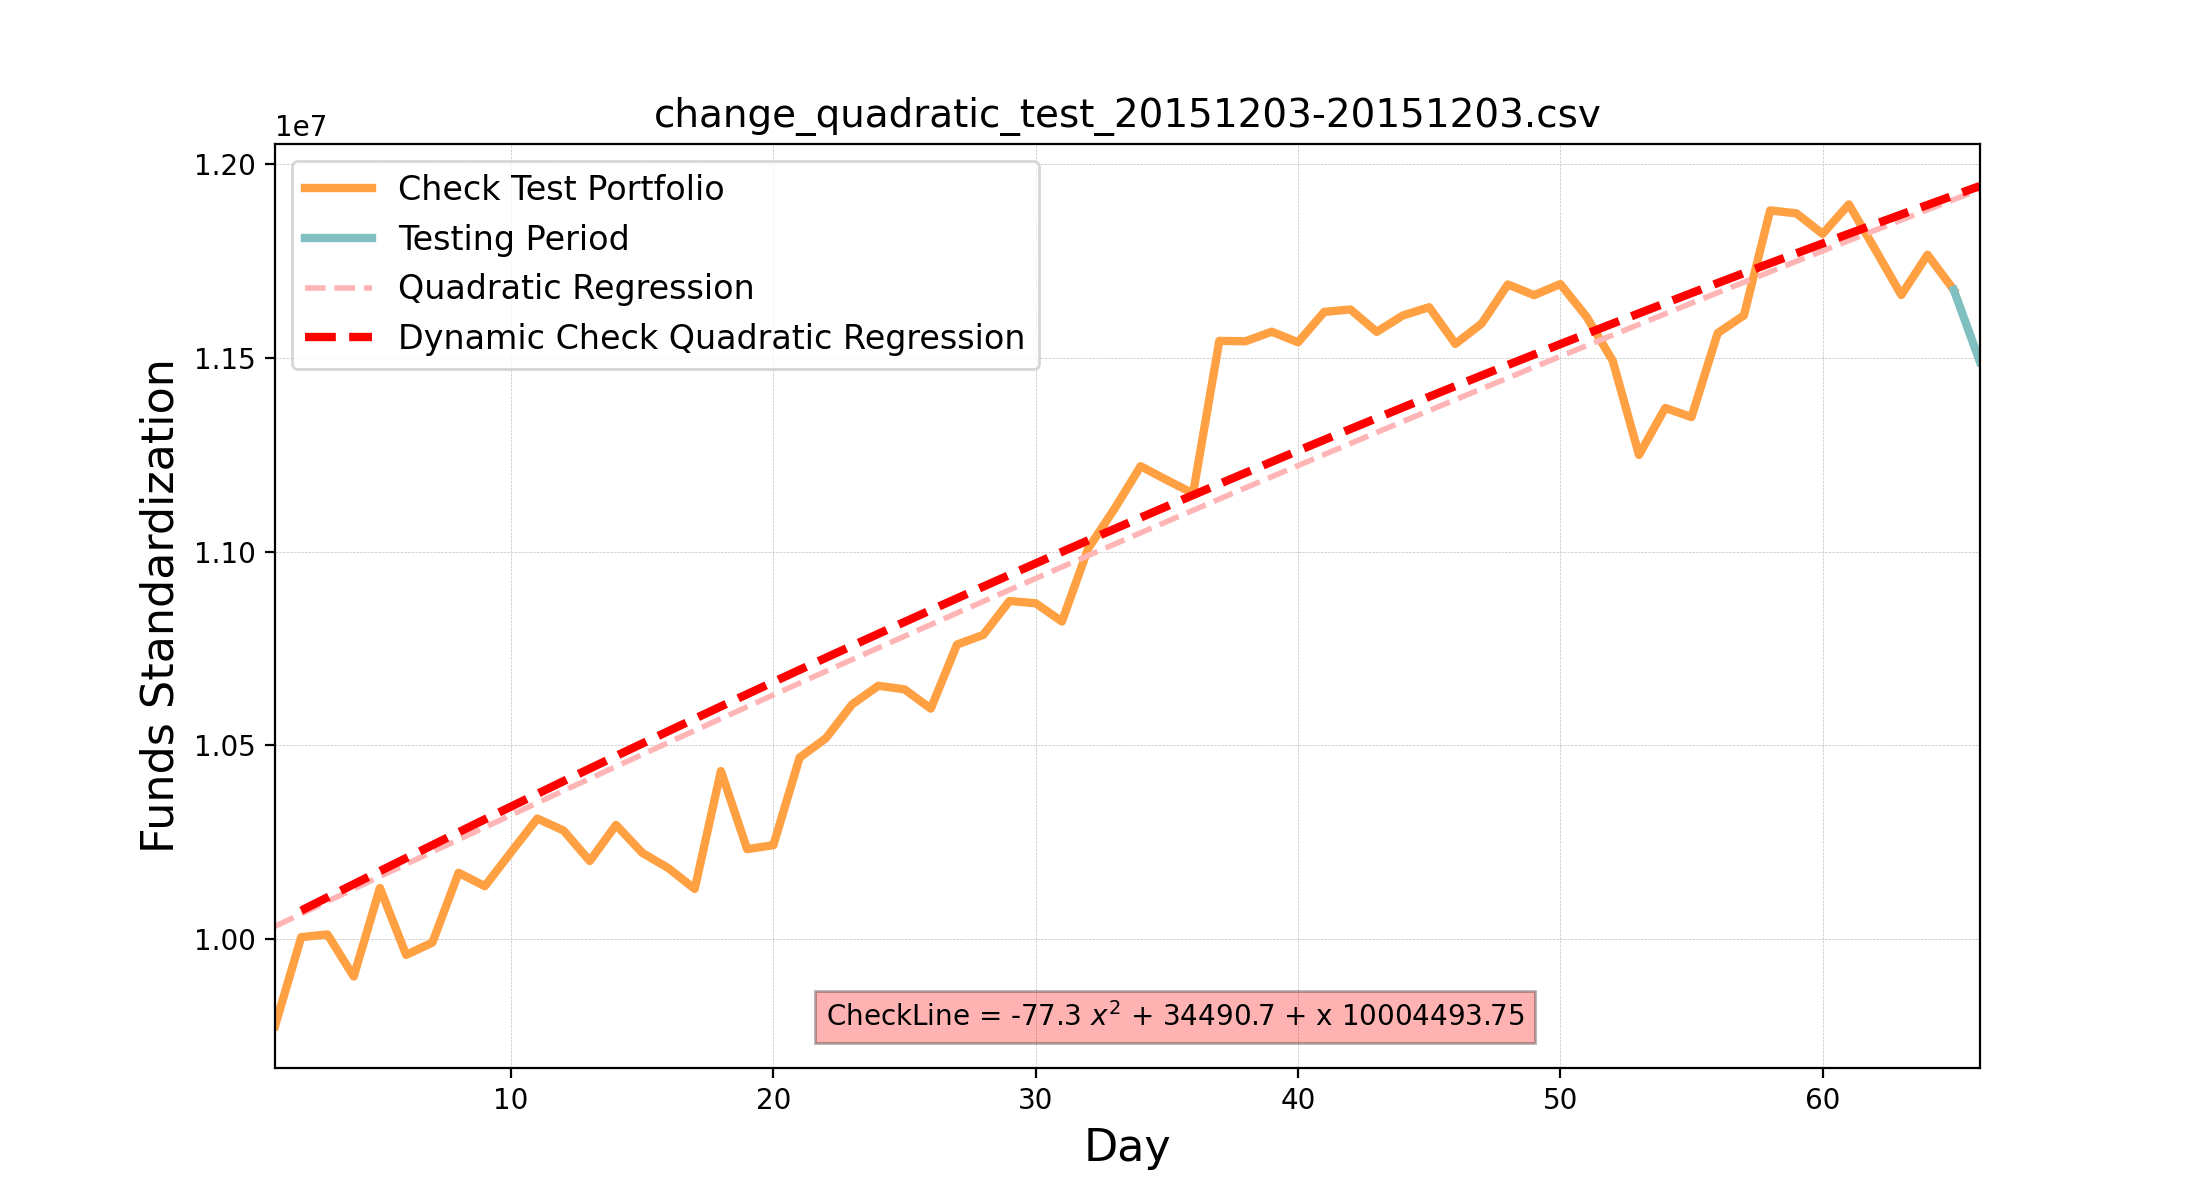 change_quadratic_test_20151203-20151203.csv
1e7
1.20
1.15
1.10
1.05
1.00
Funds Standardization
Check Test Portfolio
Testing Period
Quadratic Regression
Dynamic Check Quadratic Regression
CheckLine = -77.3 x² + 34490.7 + x 10004493.75
10 20 30 40 50 60
Day